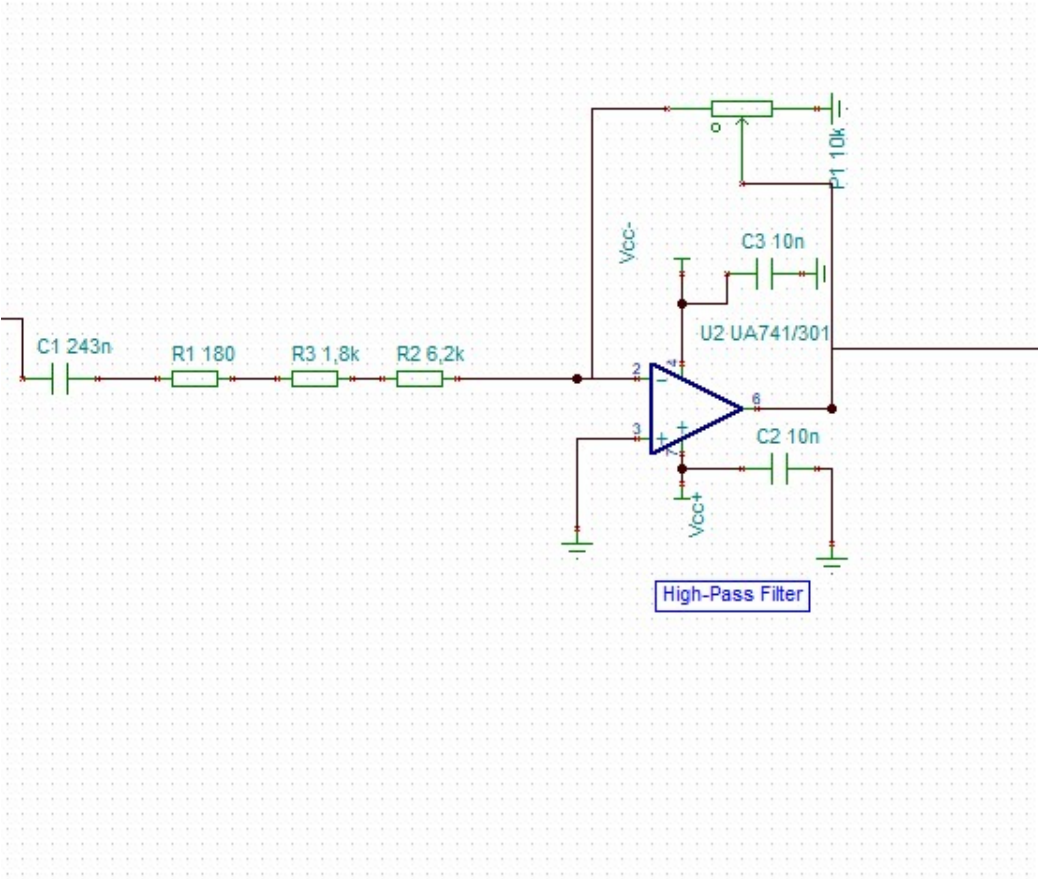 P1 10k
Vcc-
C3 10n
U2 UA741/301
C1 243n
R1 180
R3 1,8k
R2 6,2k
2
4
6
3
7
C2 10n
Vcc+
High-Pass Filter